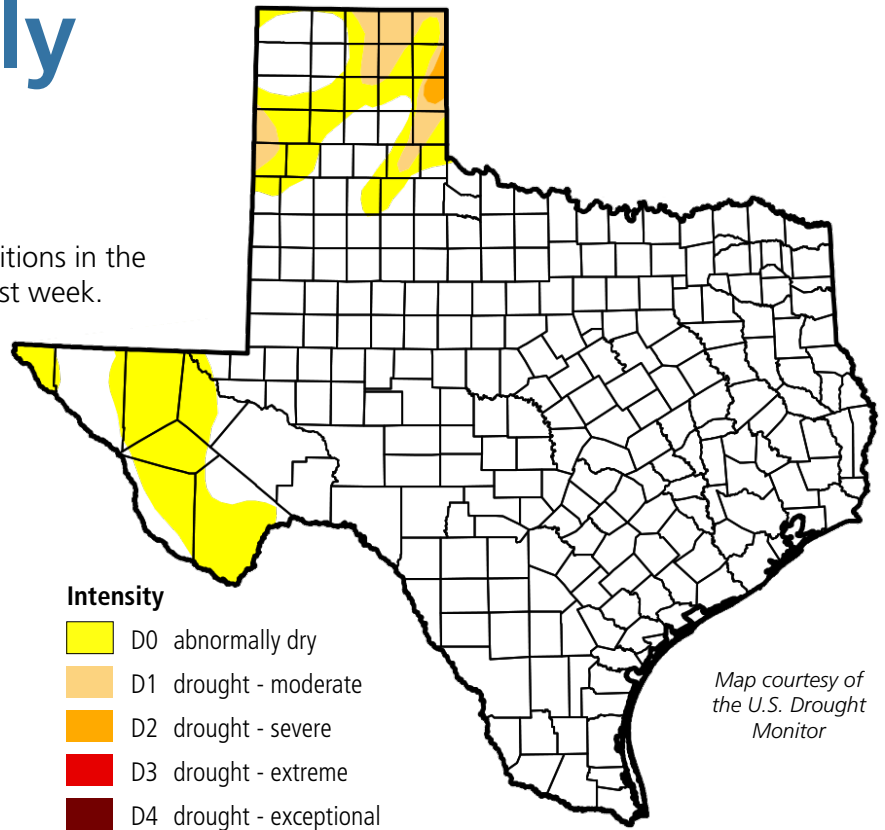 ly
itions in the
st week.
Intensity
D0 abnormally dry
D1 drought - moderate
D2 drought - severe
D3 drought - extreme
D4 drought - exceptional
Map courtesy of
the U.S. Drought
Monitor